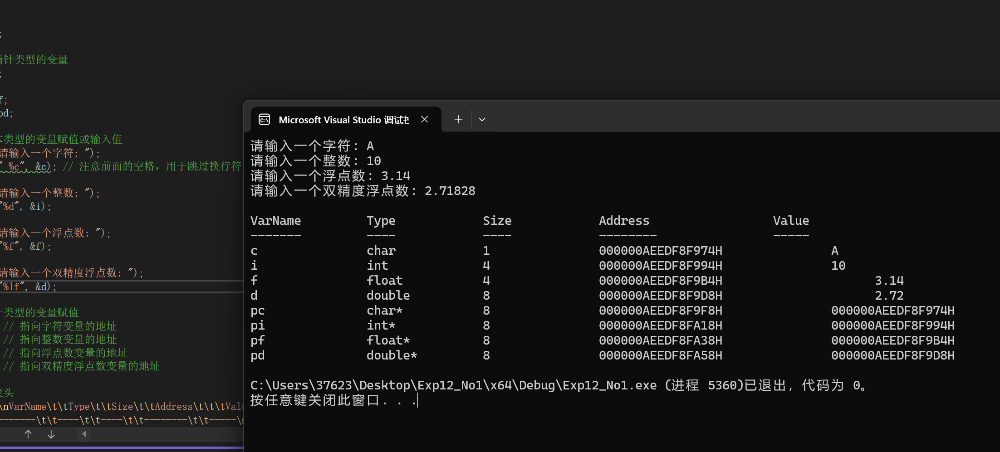 ;
指针类型的变量
;
f;
pd;
本类型的变量赋值或输入值
请输入一个字符: ");
" %c", &c); // 注意前面的空格，用于跳过换行符
请输入一个整数: ");
"%d", &i);
请输入一个浮点数: ");
"%f", &f);
请输入一个双精度浮点数: ");
"%lf", &d);
类型的变量赋值
// 指向字符变量的地址
// 指向整数变量的地址
// 指向浮点数变量的地址
// 指向双精度浮点数变量的地址
表头
\nVarName\t\tType\t\tSize\t\tAddress\t\t\tValu
-------\t\t----\t\t----\t\t--------\t\t-----\n
Microsoft Visual Studio 调试控
请输入一个字符: A
请输入一个整数: 10
请输入一个浮点数: 3.14
请输入一个双精度浮点数: 2.71828
VarName Type Size Address Value
------- ---- ---- -------- -----
c char 1 000000AEEDF8F974H A
i int 4 000000AEEDF8F994H 10
f float 4 000000AEEDF8F9B4H 3.14
d double 8 000000AEEDF8F9D8H 2.72
pc char* 8 000000AEEDF8F9F8H 000000AEEDF8F974H
pi int* 8 000000AEEDF8FA18H 000000AEEDF8F994H
pf float* 8 000000AEEDF8FA38H 000000AEEDF8F9B4H
pd double* 8 000000AEEDF8FA58H 000000AEEDF8F9D8H
C:\Users\37623\Desktop\Exp12_No1\x64\Debug\Exp12_No1.exe (进程 5360)已退出，代码为 0。
按任意键关闭此窗口. . .